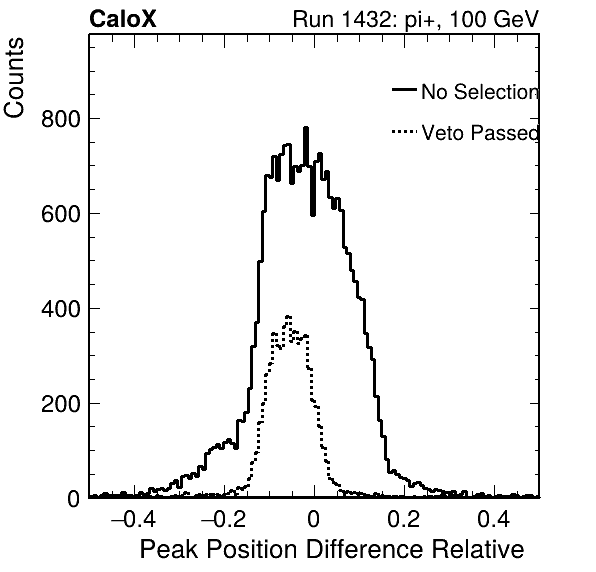 CaloX Run 1432: pi+, 100 GeV
Counts
No Selection
Veto Passed
800
600
400
200
0
−0.4 −0.2 0 0.2 0.4
Peak Position Difference Relative